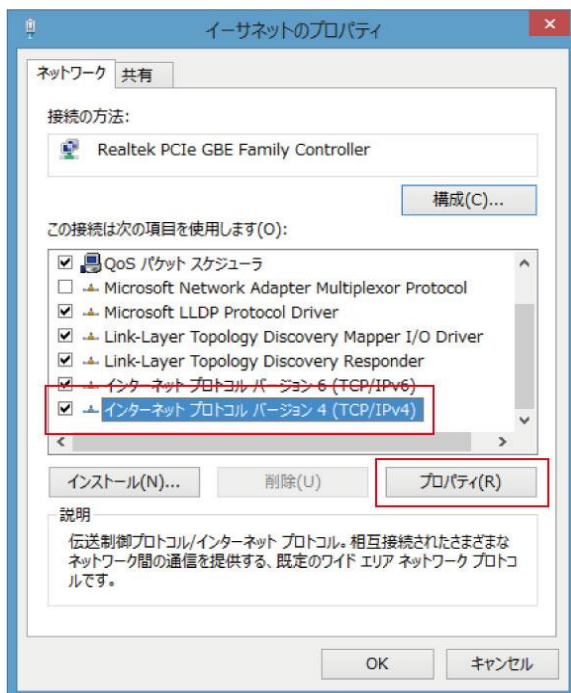 イーサネットのプロパティ
ネットワーク 共有
接続の方法:
Realtek PCIe GBE Family Controller
構成(C)...
この接続は次の項目を使用します(O):
QoS パケット スケジューラ
Microsoft Network Adapter Multiplexor Protocol
Microsoft LLDP Protocol Driver
Link-Layer Topology Discovery Mapper I/O Driver
Link-Layer Topology Discovery Responder
インターネット プロトコル バージョン 6 (TCP/IPv6)
インターネット プロトコル バージョン 4 (TCP/IPv4)
インストール(N)... 削除(U) プロパティ(R)
説明
伝送制御プロトコル/インターネット プロトコル。相互接続されたさまざまな
ネットワーク間の通信を提供する、既定のワイド エリア ネットワーク プロトコ
ルです。
OK キャンセル